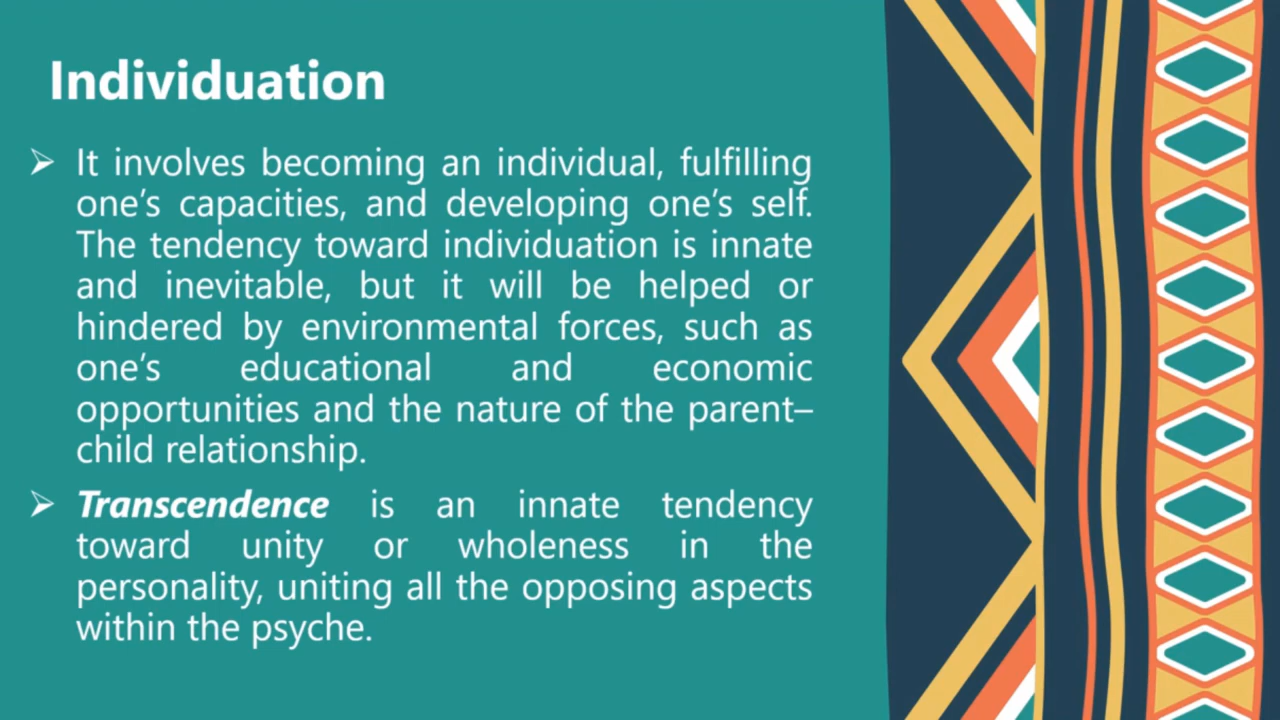 Individuation
➢ It involves becoming an individual, fulfilling
one’s capacities, and developing one’s self.
The tendency toward individuation is innate
and inevitable, but it will be helped or
hindered by environmental forces, such as
one’s educational and economic
opportunities and the nature of the parent–
child relationship.
➢ Transcendence is an innate tendency
toward unity or wholeness in the
personality, uniting all the opposing aspects
within the psyche.